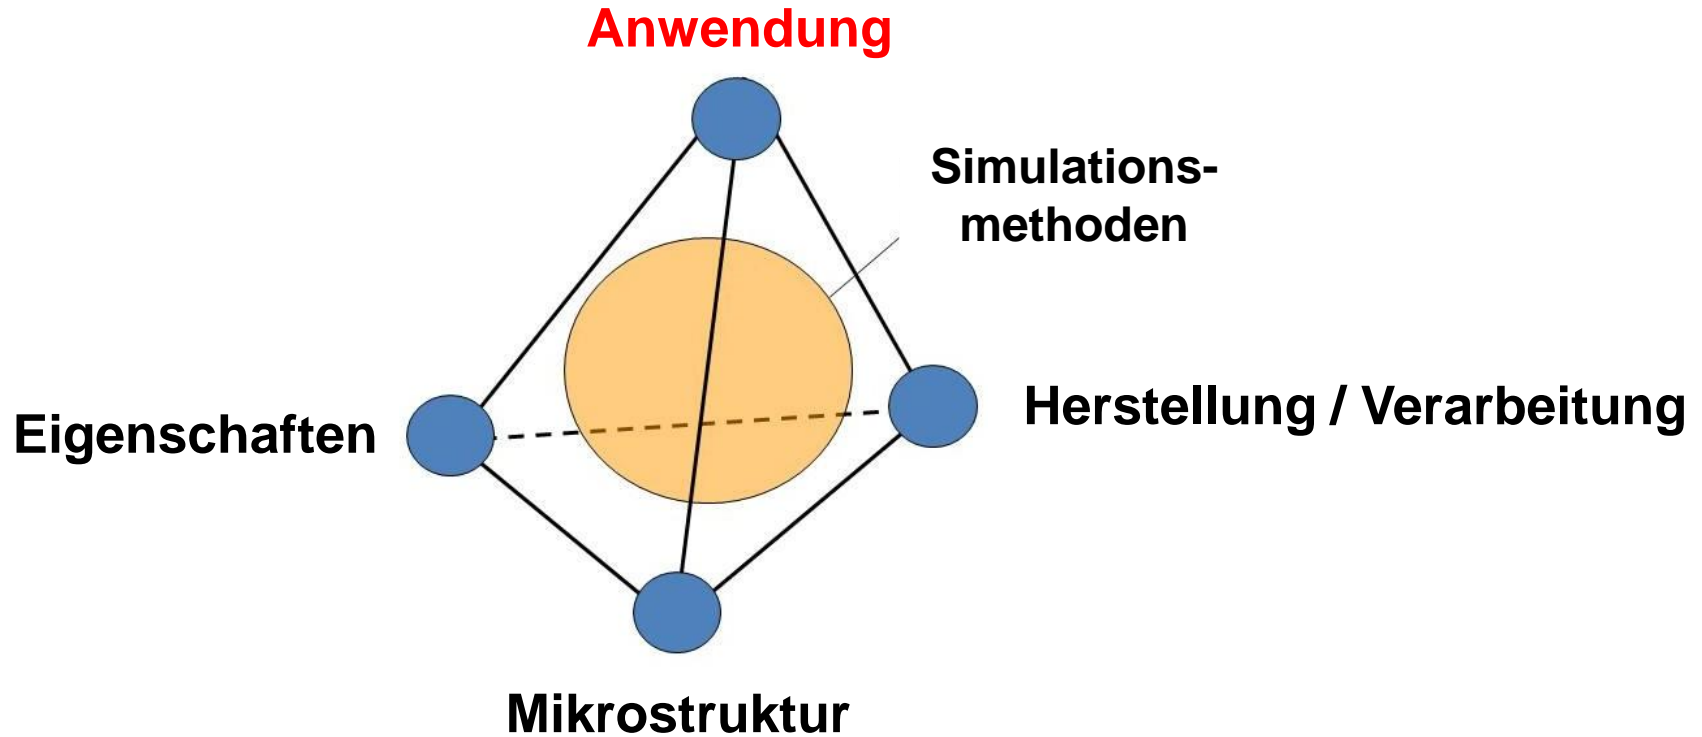 Anwendung
Simulations-
methoden
Herstellung / Verarbeitung
Eigenschaften
Mikrostruktur